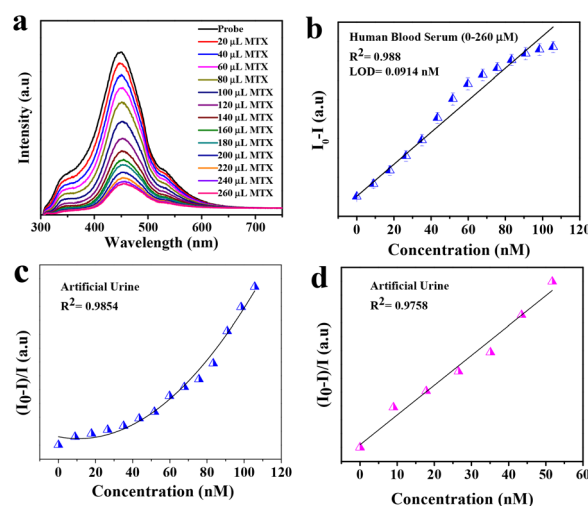 a
Probe
20 μL MTX
40 μL MTX
60 μL MTX
80 μL MTX
100 μL MTX
120 μL MTX
140 μL MTX
160 μL MTX
180 μL MTX
200 μL MTX
220 μL MTX
240 μL MTX
260 μL MTX
Intensity (a.u)
300 400 500 600 700
Wavelength (nm)
b
Human Blood Serum (0-260 μM)
R2= 0.988
LOD= 0.0914 nM
I0-I (a.u)
0 20 40 60 80 100 120
Concentration (nM)
c
Artificial Urine
R2= 0.9854
(I0-I)/I (a.u)
0 20 40 60 80 100 120
Concentration (nM)
d
Artificial Urine
R2= 0.9758
(I0-I)/I (a.u)
0 10 20 30 40 50 60
Concentration (nM)